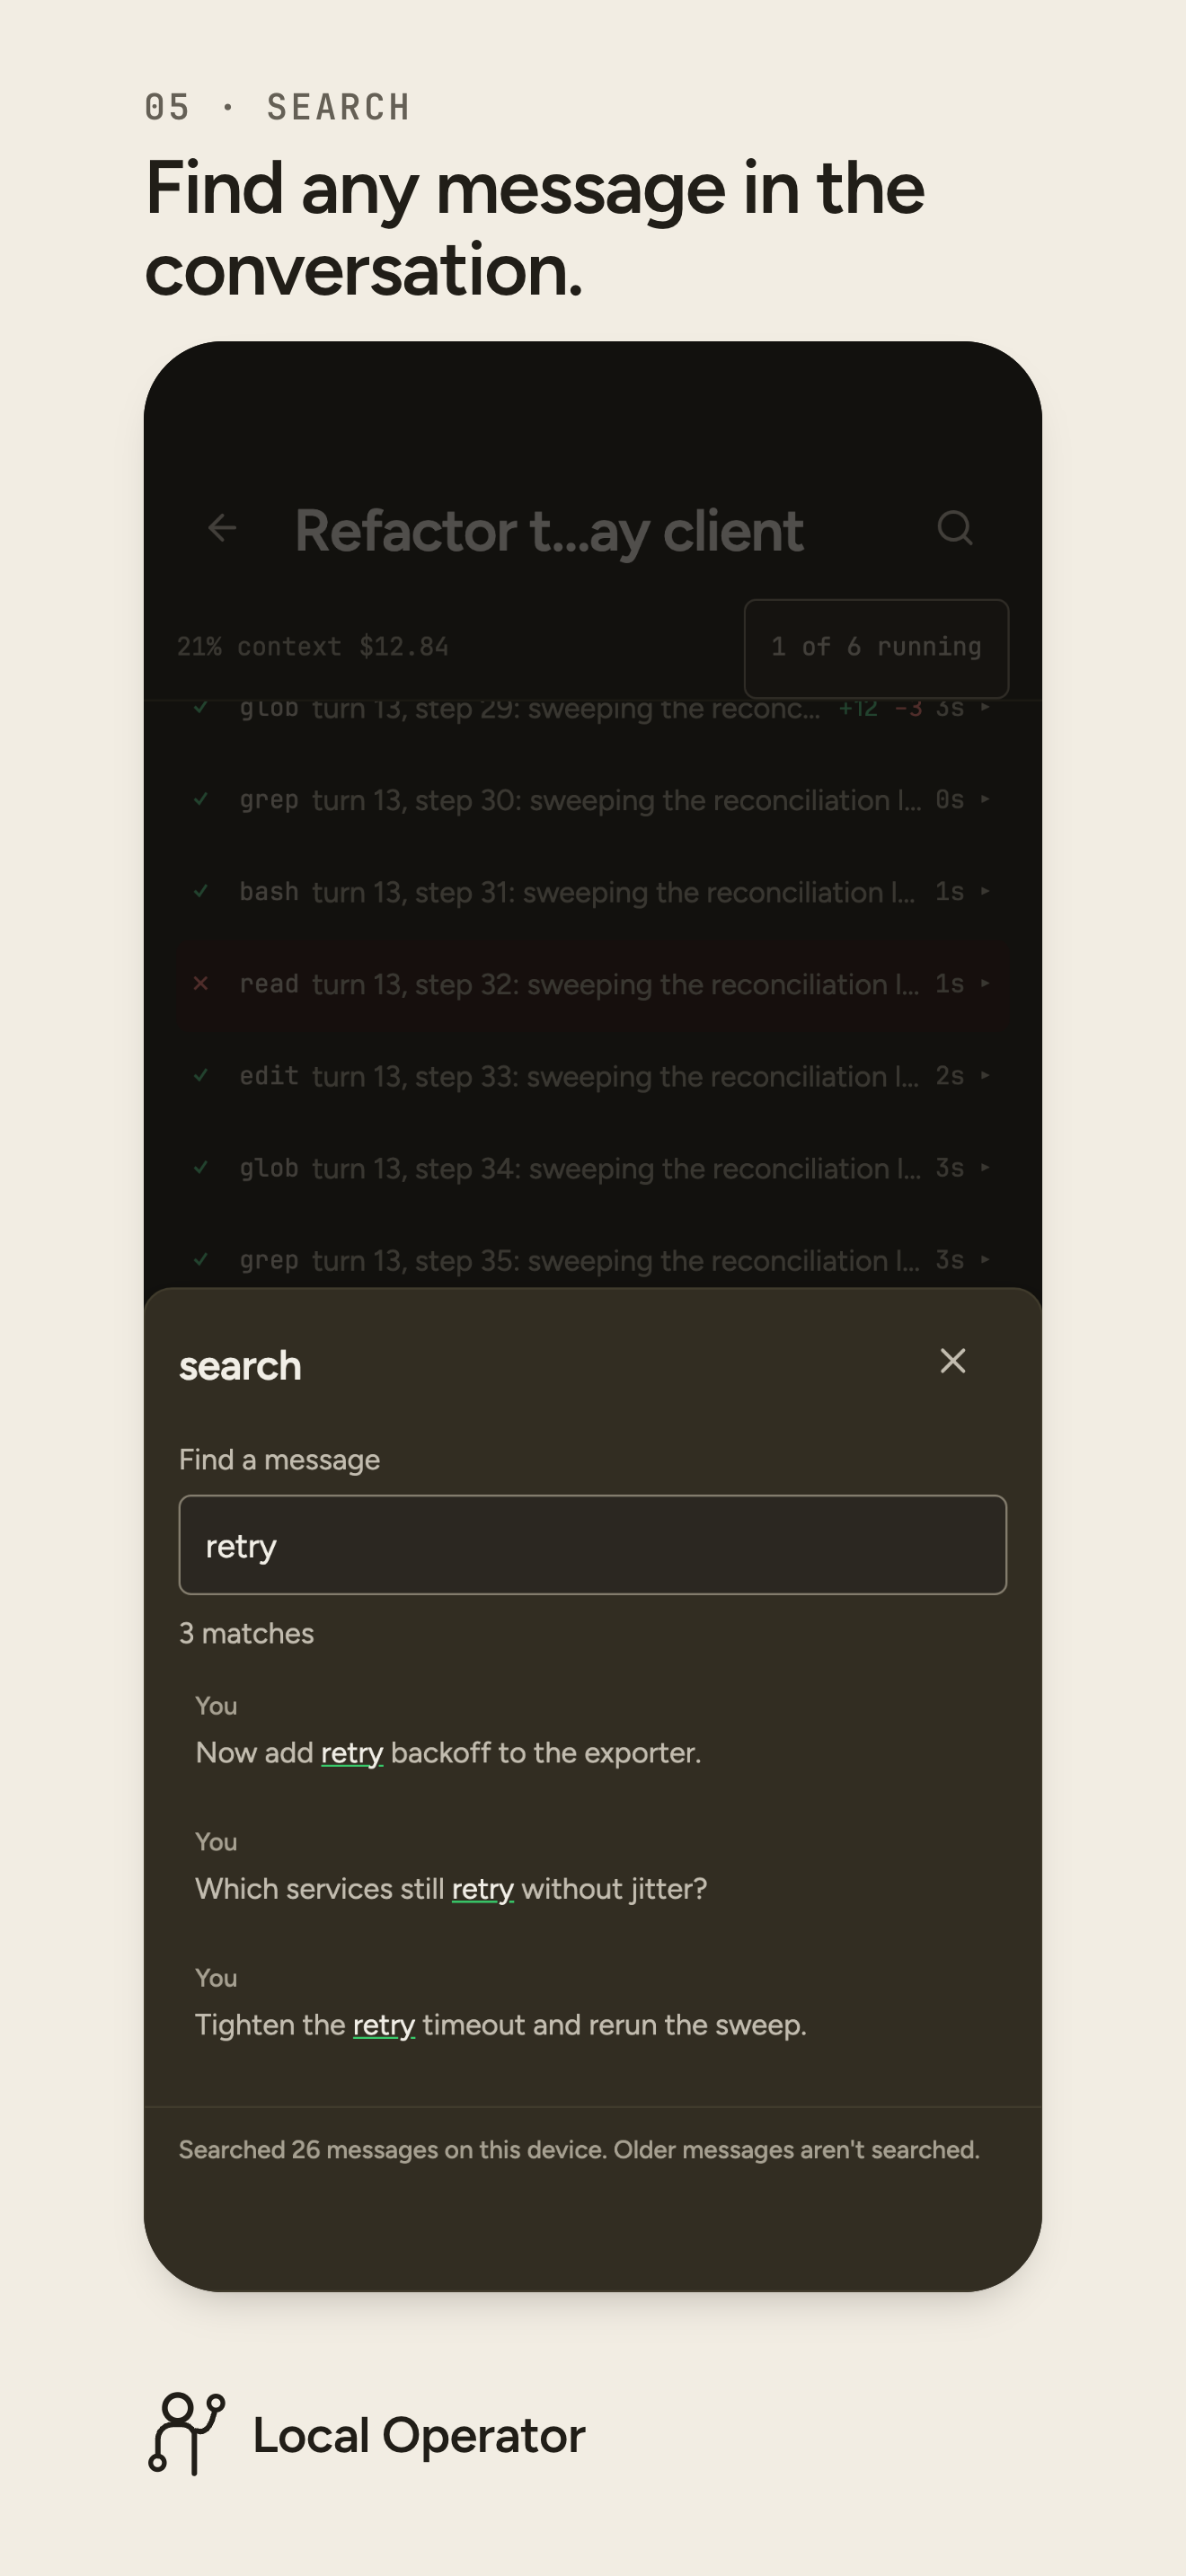 05 · SEARCH
Find any message in the
conversation.
Refactor t...ay client
21% context $12.84
1 of 6 running
glob turn 13, step 29: sweeping the reconc... +12 −3 3s
grep turn 13, step 30: sweeping the reconciliation l... 0s
bash turn 13, step 31: sweeping the reconciliation l... 1s
read turn 13, step 32: sweeping the reconciliation l... 1s
edit turn 13, step 33: sweeping the reconciliation l... 2s
glob turn 13, step 34: sweeping the reconciliation l... 3s
grep turn 13, step 35: sweeping the reconciliation l... 3s
search
Find a message
retry
3 matches
You
Now add retry backoff to the exporter.
You
Which services still retry without jitter?
You
Tighten the retry timeout and rerun the sweep.
Searched 26 messages on this device. Older messages aren't searched.
Local Operator